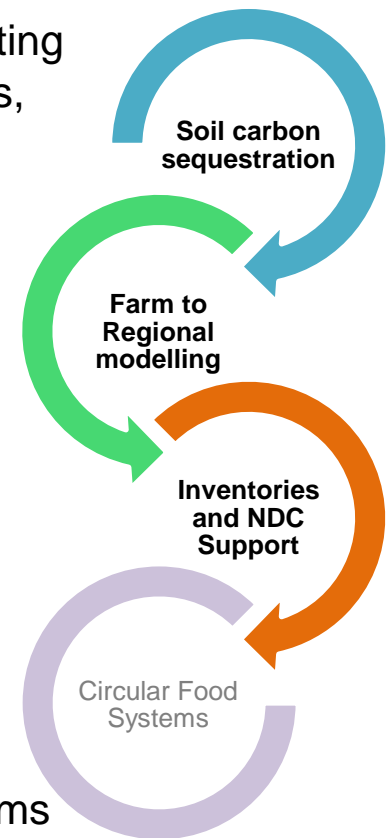 ting
s,
Soil carbon
sequestration
Farm to
Regional
modelling
Inventories
and NDC
Support
Circular Food
Systems
ms